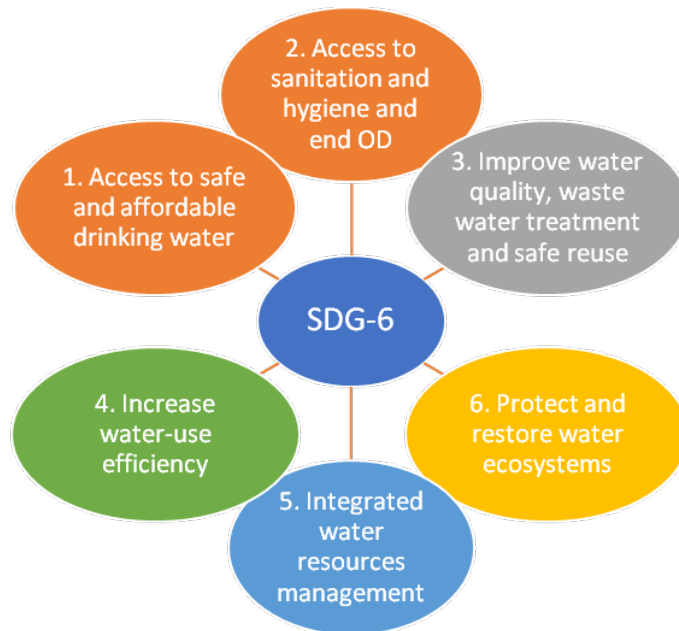 2. Access to
sanitation and
hygiene and
end OD
1. Access to safe
and affordable
drinking water
3. Improve water
quality, waste
water treatment
and safe reuse
SDG-6
4. Increase
water-use
efficiency
6. Protect and
restore water
ecosystems
5. Integrated
water
resources
management